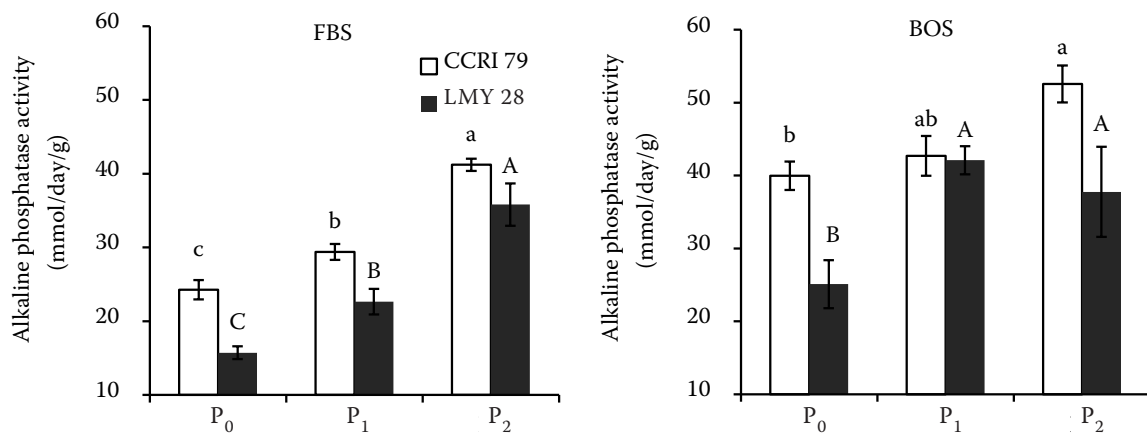 Alkaline phosphatase activity
(mmol/day/g)
60
50
40
30
20
10
FBS
CCRI 79
LMY 28
c
C
b
B
a
A
P0
P1
P2
Alkaline phosphatase activity
(mmol/day/g)
60
50
40
30
20
10
BOS
b
B
ab
A
a
A
P0
P1
P2